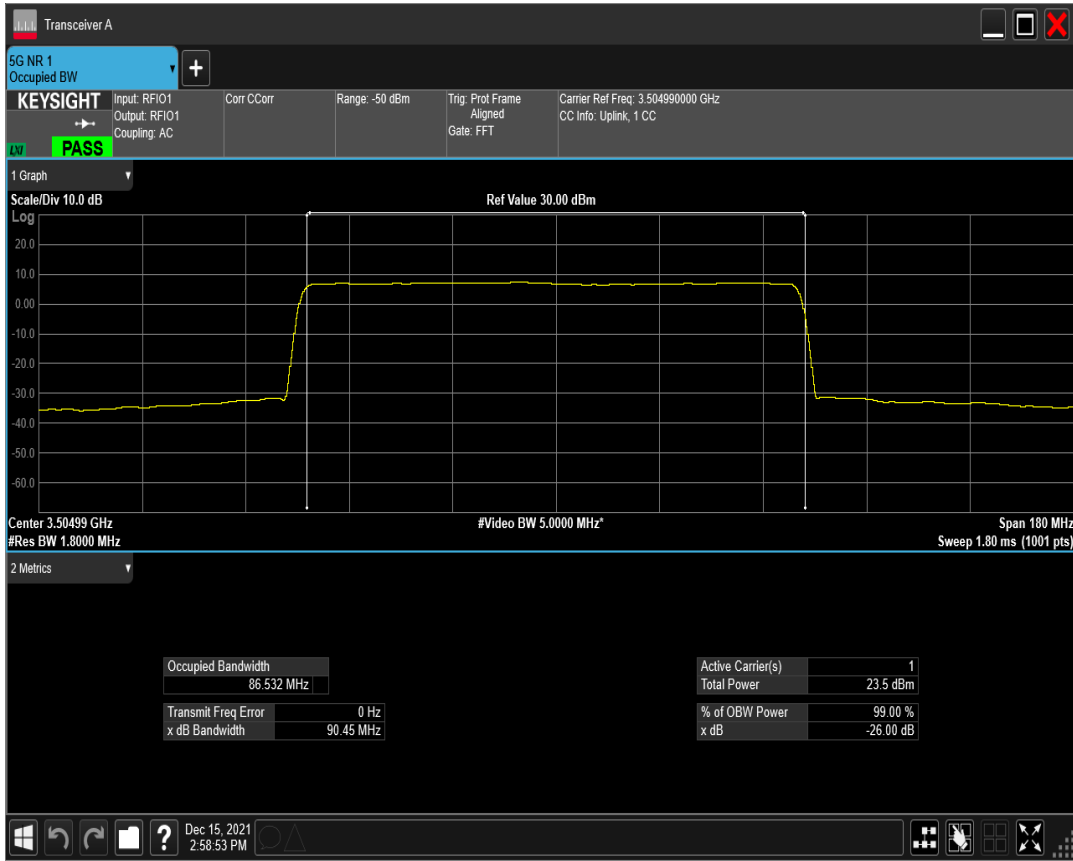 Transceiver A
5G NR 1
Occupied BW
KEYSIGHT
LXI
PASS
Input: RFIO1
Output: RFIO1
Coupling: AC
Corr CCorr
Range: -50 dBm
Trig: Prot Frame
Aligned
Gate: FFT
Carrier Ref Freq: 3.504990000 GHz
CC Info: Uplink, 1 CC
1 Graph
Scale/Div 10.0 dB
Ref Value 30.00 dBm
Log
20.0
10.0
0.00
-10.0
-20.0
-30.0
-40.0
-50.0
-60.0
Center 3.50499 GHz
#Video BW 5.0000 MHz*
Span 180 MHz
#Res BW 1.8000 MHz
Sweep 1.80 ms (1001 pts)
2 Metrics
Occupied Bandwidth
86.532 MHz
Transmit Freq Error 0 Hz
x dB Bandwidth 90.45 MHz
Active Carrier(s) 1
Total Power 23.5 dBm
% of OBW Power 99.00 %
x dB -26.00 dB
?
Dec 15, 2021
2:58:53 PM